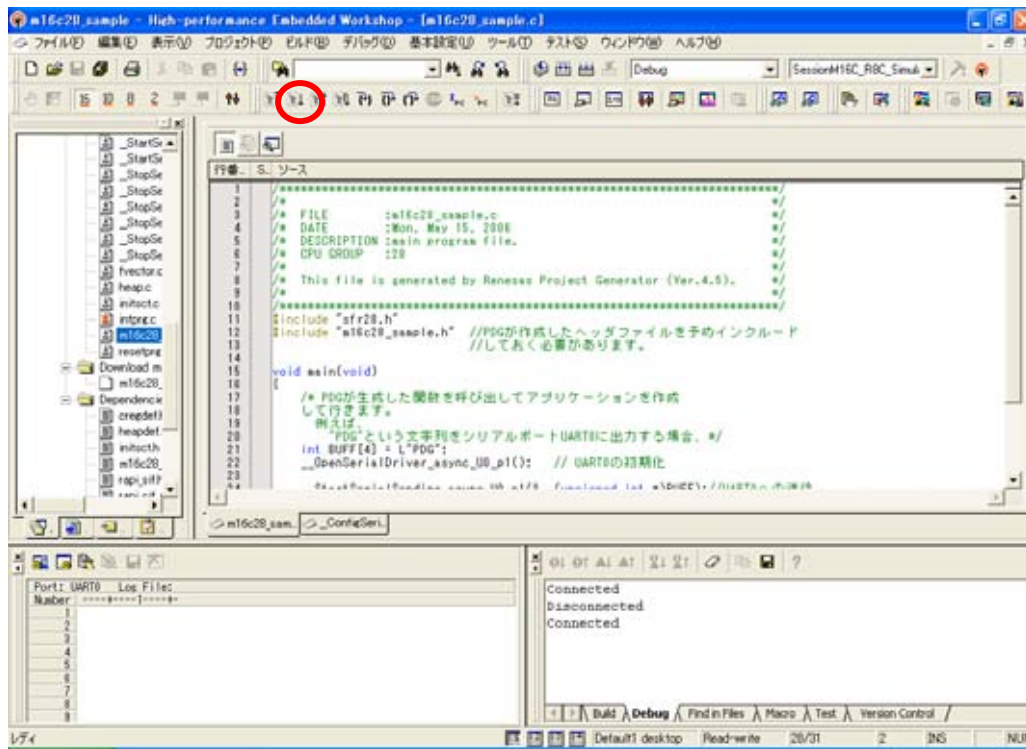 m16c28_sample - High-performance Embedded Workshop - [m16c28_sample.c]
ファイル(F) 編集(E) 表示(V) プロジェクト(P) ビルド(B) デバッグ(D) 基本設定(U) ツール(T) テスト(S) ウィンドウ(W) ヘルプ(H)
Debug
SessionM16C_R8C_Simul
16 10 8 2
_StartSe
_StartSe
_StopSe
_StopSe
_StopSe
_StopSe
_StopSe
_StopSe
fvector.c
heap.c
initsct.c
intprg.c
m16c28_
resetprg
Download m
m16c28_
Dependencie
cregdef.h
heapdef.
initsct.h
m16c28_
rapi_sif?
行番.. S.. ソース
1 /*****************************************************************/
2 /* */
3 /* FILE :m16c28_sample.c */
4 /* DATE :Mon, May 15, 2006 */
5 /* DESCRIPTION :main program file. */
6 /* CPU GROUP :28 */
7 /* */
8 /* This file is generated by Renesas Project Generator (Ver.4.5). */
9 /* */
10 /*****************************************************************/
11 #include "sfr28.h"
12 #include "m16c28_sample.h" //PDGが作成したヘッダファイルを予めインクルード
13 //しておく必要があります。
14
15 void main(void)
16 {
17 /* PDGが生成した関数を呼び出してアプリケーションを作成
18 して行きます。
19 例えば、
20 "PDG"という文字列をシリアルポートUART0に出力する場合、*/
21 int BUFF[4] = L"PDG";
22 __OpenSerialDriver_async_U0_p1(); // UART0の初期化
23
m16c28_sam..
_ConfigSeri..
Port: UART0 Log File:
Number ----+----1----+-
1
2
3
4
5
6
7
8
9
Connected
Disconnected
Connected
Build Debug Find in Files Macro Test Version Control
レディ
Default1 desktop Read-write 28/31 2 INS NU